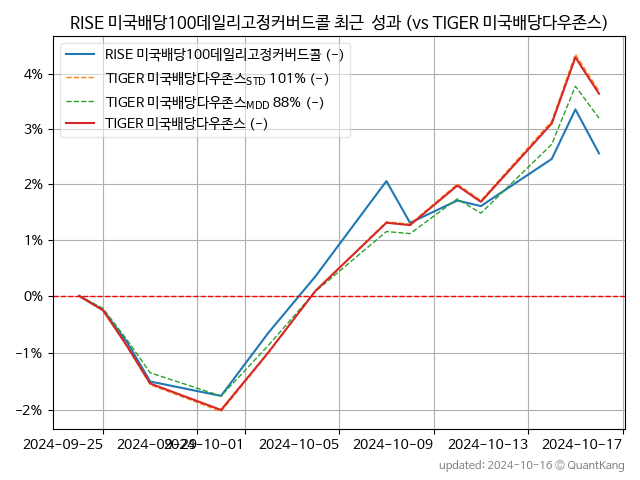 RISE 미국배당100데일리고정커버드콜 최근 성과 (vs TIGER 미국배당다우존스)
RISE 미국배당100데일리고정커버드콜 (-)
TIGER 미국배당다우존스STD 101% (-)
TIGER 미국배당다우존스MDD 88% (-)
TIGER 미국배당다우존스 (-)
4%
3%
2%
1%
0%
−1%
−2%
2024-09-25 2024-09-29 2024-10-01 2024-10-05 2024-10-09 2024-10-13 2024-10-17
updated: 2024-10-16 © QuantKang